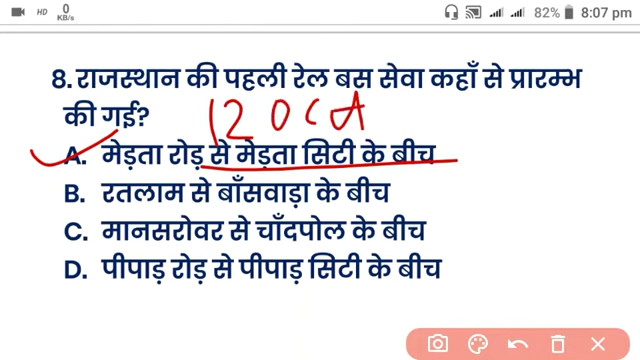 HD 0 KB/s 82% 8:07 pm
8. राजस्थान की पहली रेल बस सेवा कहाँ से प्रारम्भ
की गई?
120CA
A. मेड़ता रोड़ से मेड़ता सिटी के बीच
B. रतलाम से बाँसवाड़ा के बीच
C. मानसरोवर से चाँदपोल के बीच
D. पीपाड़ रोड़ से पीपाड़ सिटी के बीच